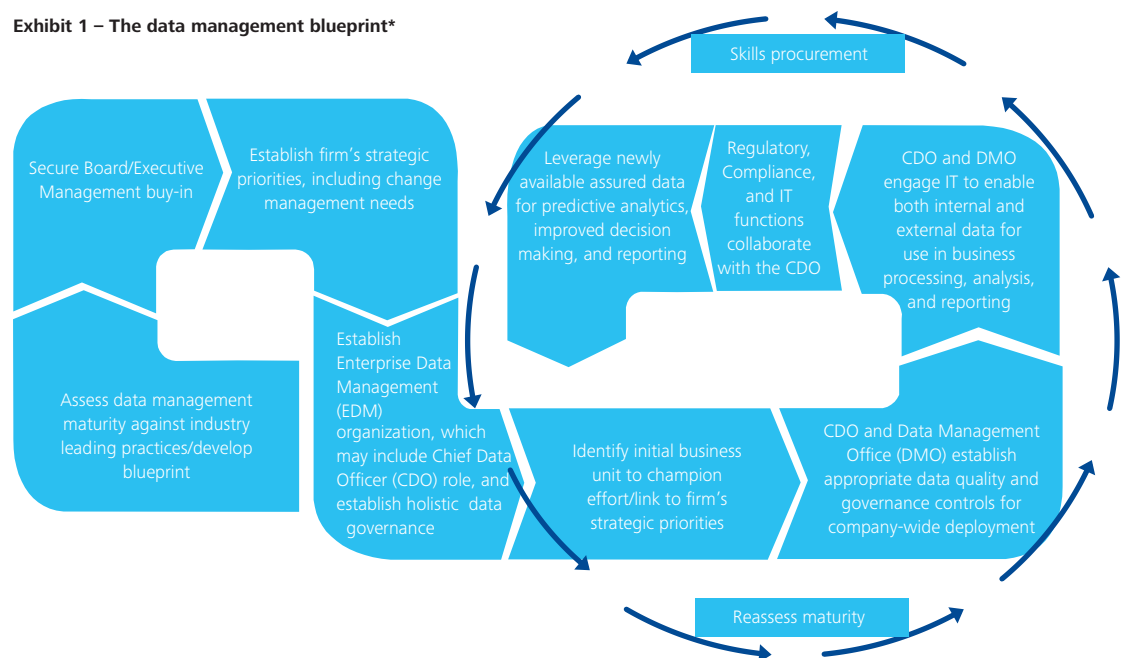 Exhibit 1 – The data management blueprint*
Skills procurement
Secure Board/Executive
Management buy-in
Establish firm's strategic
priorities, including change
management needs
Leverage newly
available assured data
for predictive analytics,
improved decision
making, and reporting
Regulatory,
Compliance,
and IT
functions
collaborate
with the CDO
CDO and DMO
engage IT to enable
both internal and
external data for
use in business
processing, analysis,
and reporting
Assess data management
maturity against industry
leading practices/develop
blueprint
Establish
Enterprise Data
Management
(EDM)
organization, which
may include Chief Data
Officer (CDO) role, and
establish holistic data
governance
Identify initial business
unit to champion
effort/link to firm's
strategic priorities
CDO and Data Management
Office (DMO) establish
appropriate data quality and
governance controls for
company-wide deployment
Reassess maturity